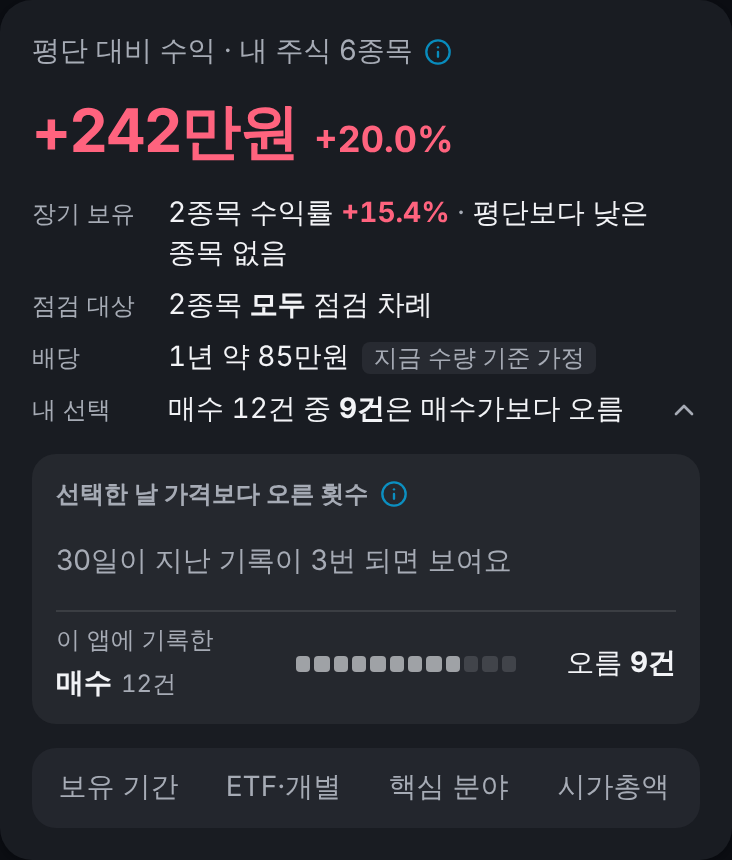 평단 대비 수익 · 내 주식 6종목
+242만원 +20.0%
장기 보유 2종목 수익률 +15.4% · 평단보다 낮은
종목 없음
점검 대상 2종목 모두 점검 차례
배당 1년 약 85만원 지금 수량 기준 가정
내 선택 매수 12건 중 9건은 매수가보다 오름
선택한 날 가격보다 오른 횟수
30일이 지난 기록이 3번 되면 보여요
이 앱에 기록한
매수 12건 오름 9건
보유 기간 ETF·개별 핵심 분야 시가총액